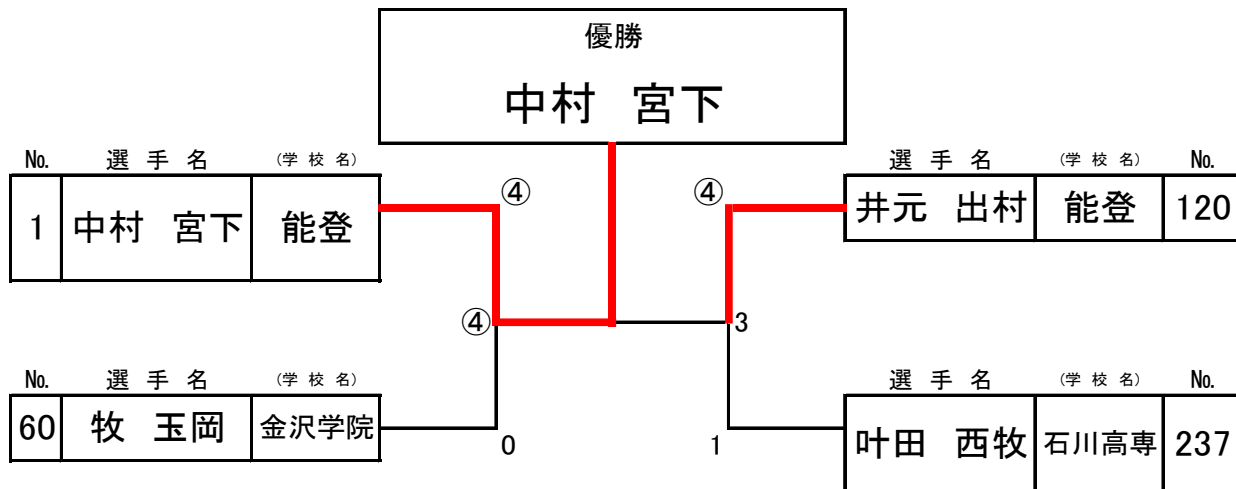 優勝
中村 宮下
No. 選手名 (学校名)
1 中村 宮下 能登
④
④
選手名 (学校名) No.
井元 出村 能登 120
④ 3
No. 選手名 (学校名)
60 牧 玉岡 金沢学院
0
1
選手名 (学校名) No.
叶田 西牧 石川高専 237